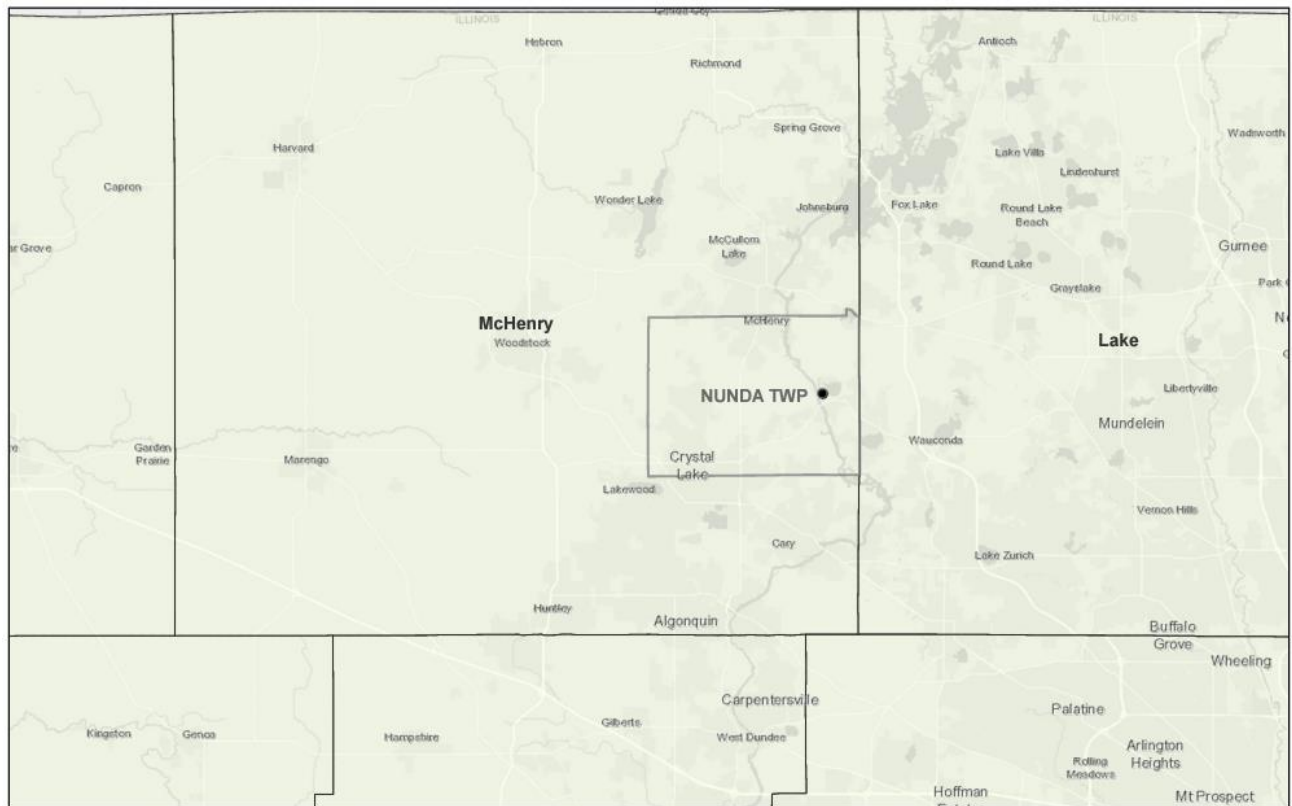 ILLINOIS
ILLINOIS
Hebron
Antioch
Richmond
Spring Grove
Wadsworth
Harvard
Lake Villa
Lindenhurst
Capron
Wonder Lake
Johnsburg
Fox Lake
Round Lake
Beach
McCullom
Lake
Gurnee
Round Lake
Grayslake
McHenry
Woodstock
McHenry
Lake
NUNDA TWP
Libertyville
Mundelein
Wauconda
Garden
Prairie
Marengo
Crystal
Lake
Lakewood
Vernon Hills
Cary
Lake Zurich
Huntley
Algonquin
Buffalo
Grove
Wheeling
Carpentersville
Palatine
Kingston
Genoa
Hampshire
Gilberts
West Dundee
Arlington
Heights
Rolling
Meadows
Hoffman
Mt Prospect